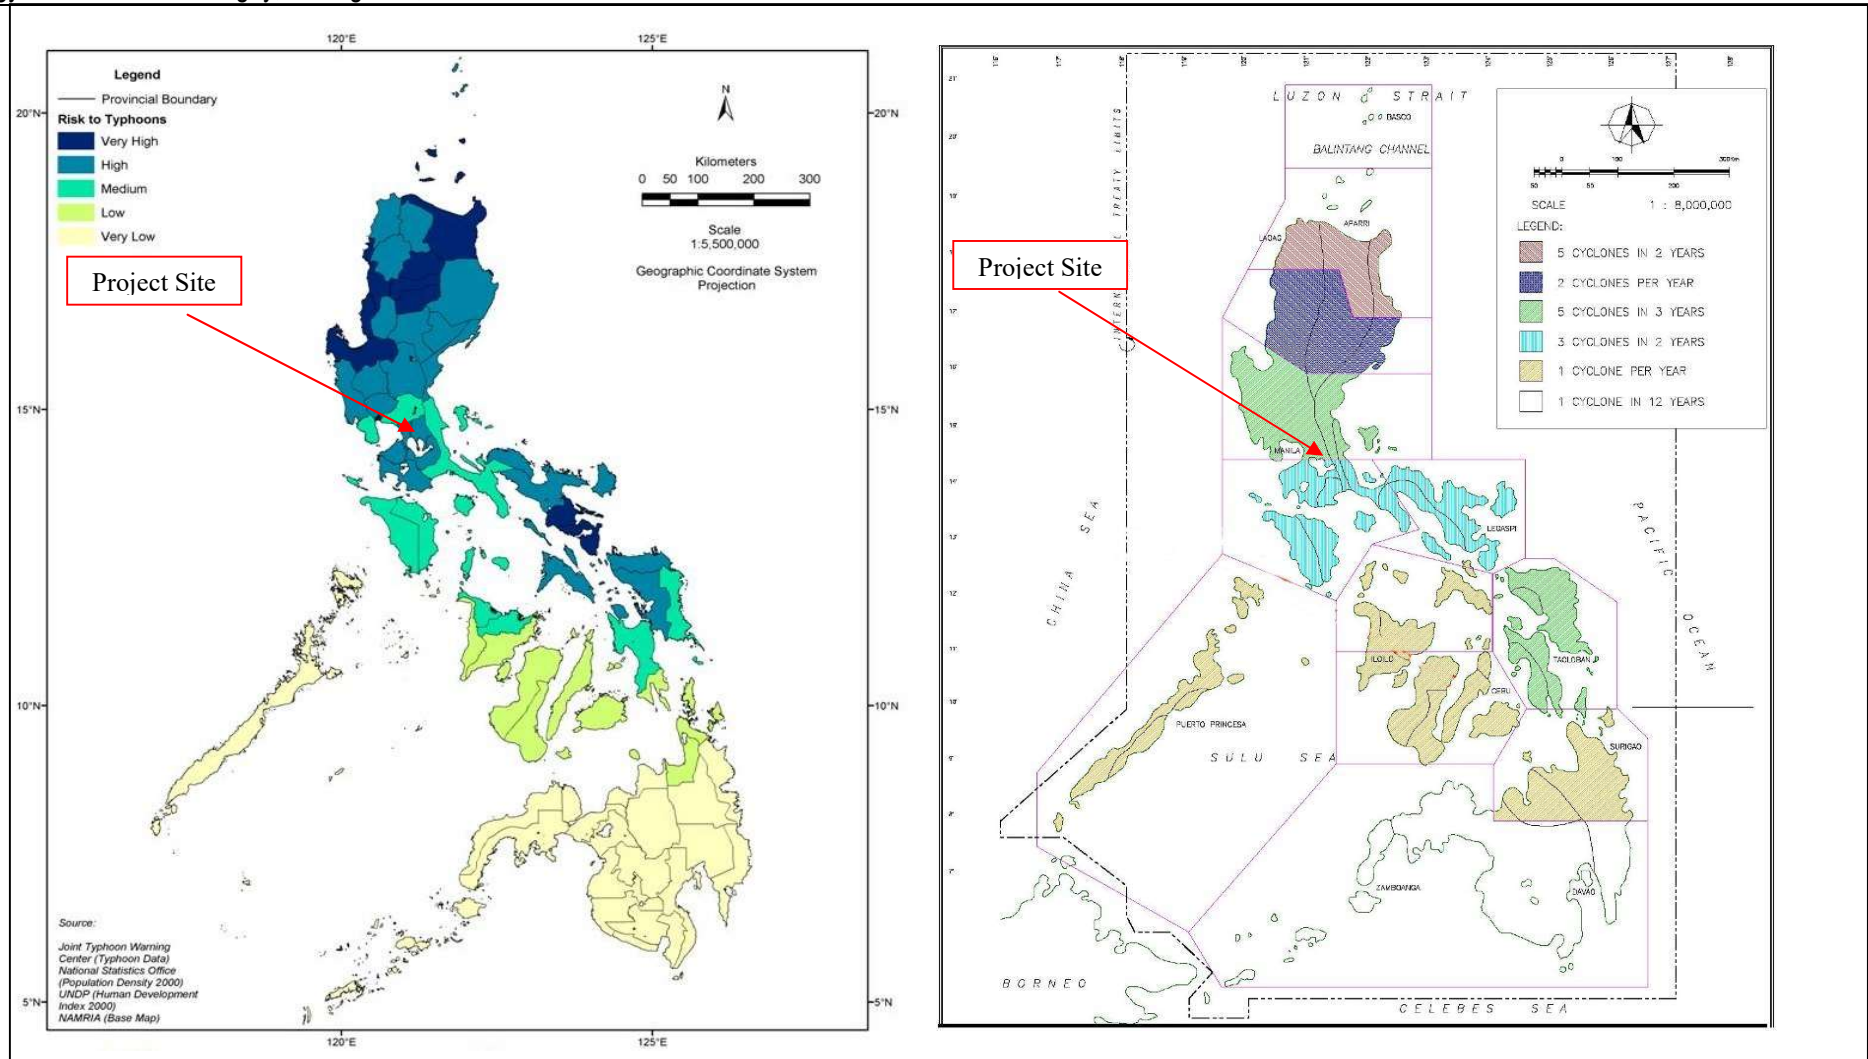 120°E
125°E
Legend
Provincial Boundary
Risk to Typhoons
Very High
High
Medium
Low
Very Low
N
Kilometers
0 50 100 200 300
Scale
1:5,500,000
Geographic Coordinate System
Projection
20°N
20°N
Project Site
15°N
15°N
10°N
10°N
5°N
5°N
Source:
Joint Typhoon Warning
Center (Typhoon Data)
National Statistics Office
(Population Density 2000)
UNDP (Human Development
Index 2000)
NAMRIA (Base Map)
120°E
125°E
LUZON STRAIT
BASCO
BALINTANG CHANNEL
TREATY LIMITS
APARRI
LAOAG
Project Site
MANILA
LEGASPI
CHINA SEA
PACIFIC OCEAN
TACLOBAN
ILOILO
CEBU
PUERTO PRINCESA
SULU SEA
SURIGAO
ZAMBOANGA
DAVAO
BORNEO
CELEBES SEA
SCALE 1 : 8,000,000
LEGEND:
5 CYCLONES IN 2 YEARS
2 CYCLONES PER YEAR
5 CYCLONES IN 3 YEARS
3 CYCLONES IN 2 YEARS
1 CYCLONE PER YEAR
1 CYCLONE IN 12 YEARS